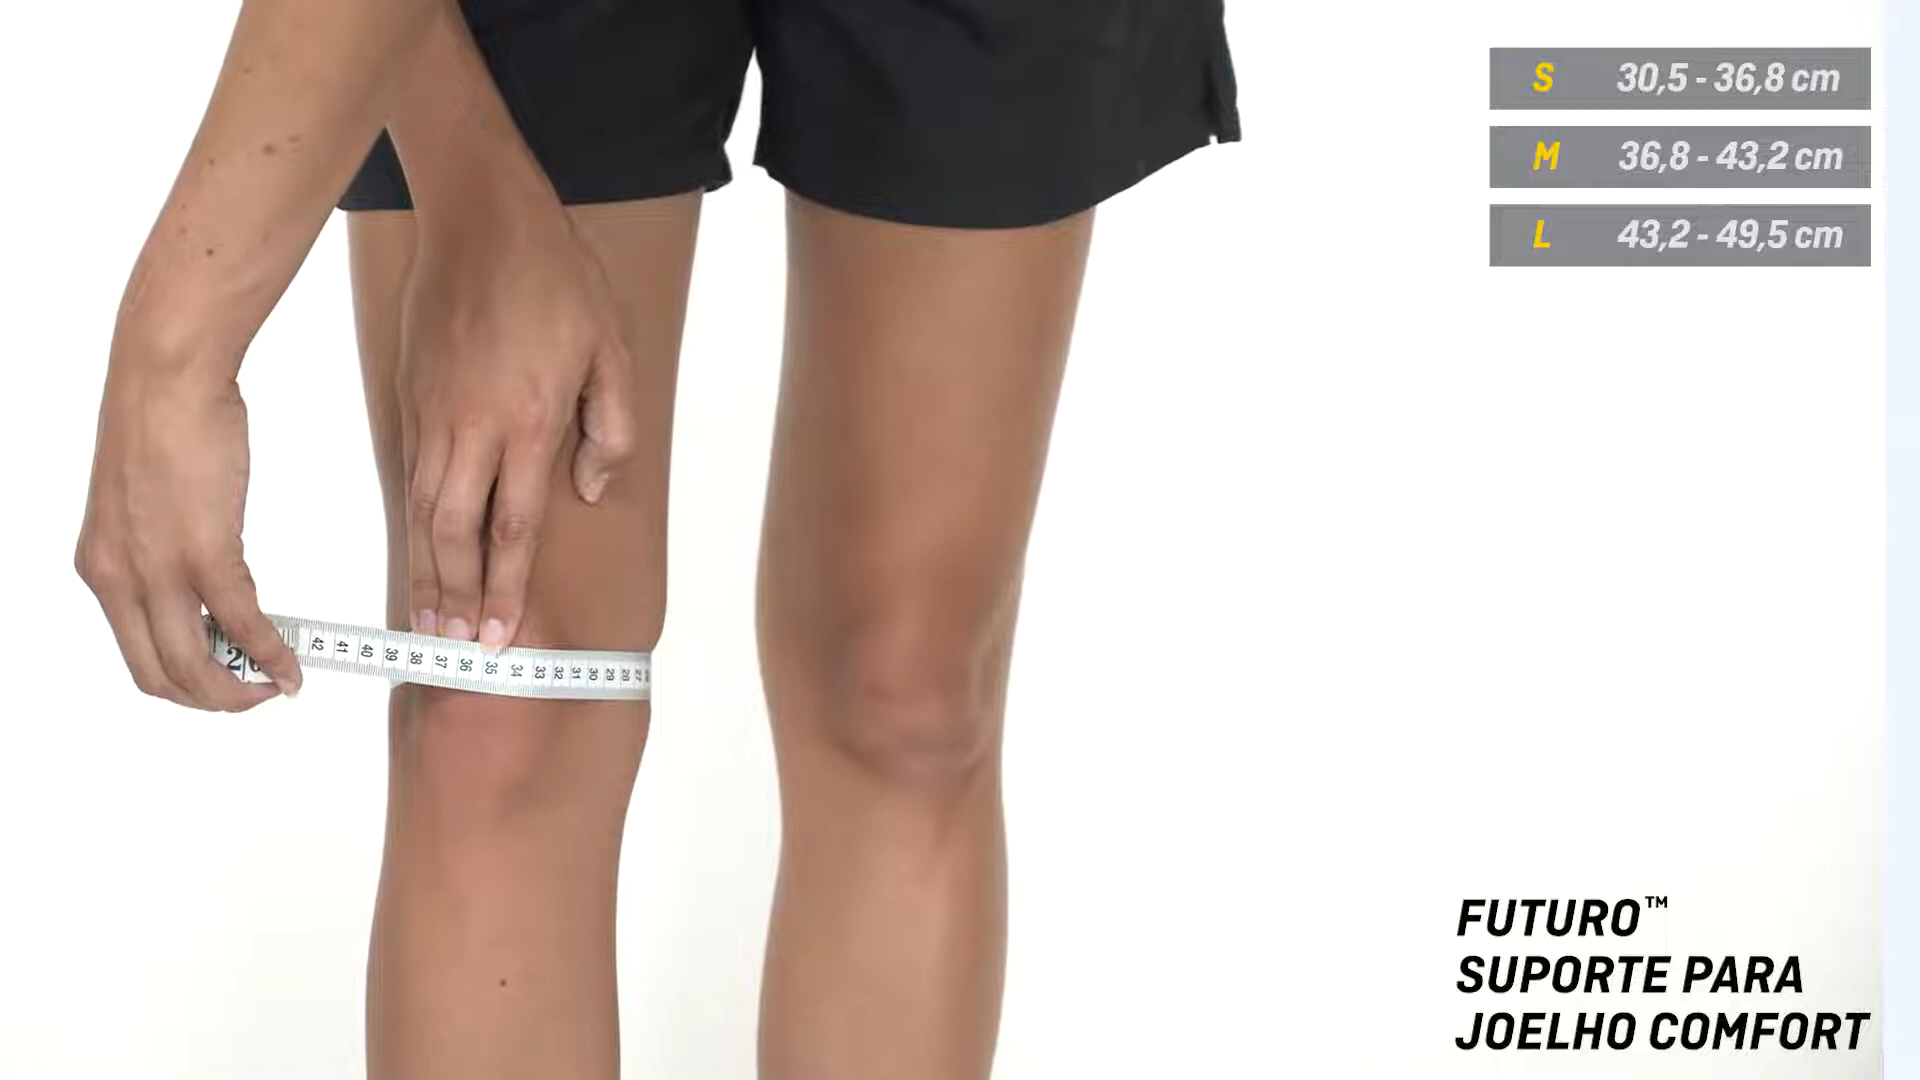 S 30,5 - 36,8 cm
M 36,8 - 43,2 cm
L 43,2 - 49,5 cm
42 41 40 39 38 37 36 35 34 33 32 31 30 29 28 27
FUTURO™
SUPORTE PARA
JOELHO COMFORT